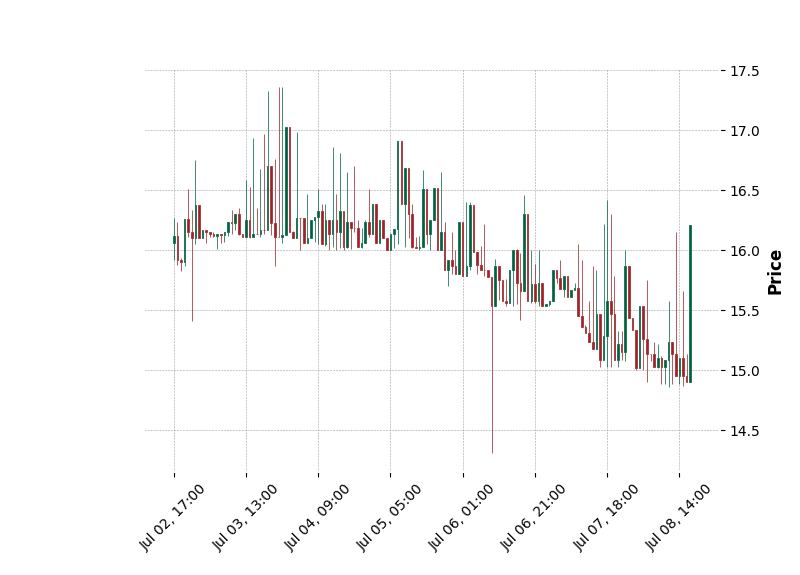 17.5
17.0
16.5
16.0
15.5
15.0
14.5
Price
Jul 02, 17:00
Jul 03, 13:00
Jul 04, 09:00
Jul 05, 05:00
Jul 06, 01:00
Jul 06, 21:00
Jul 07, 18:00
Jul 08, 14:00